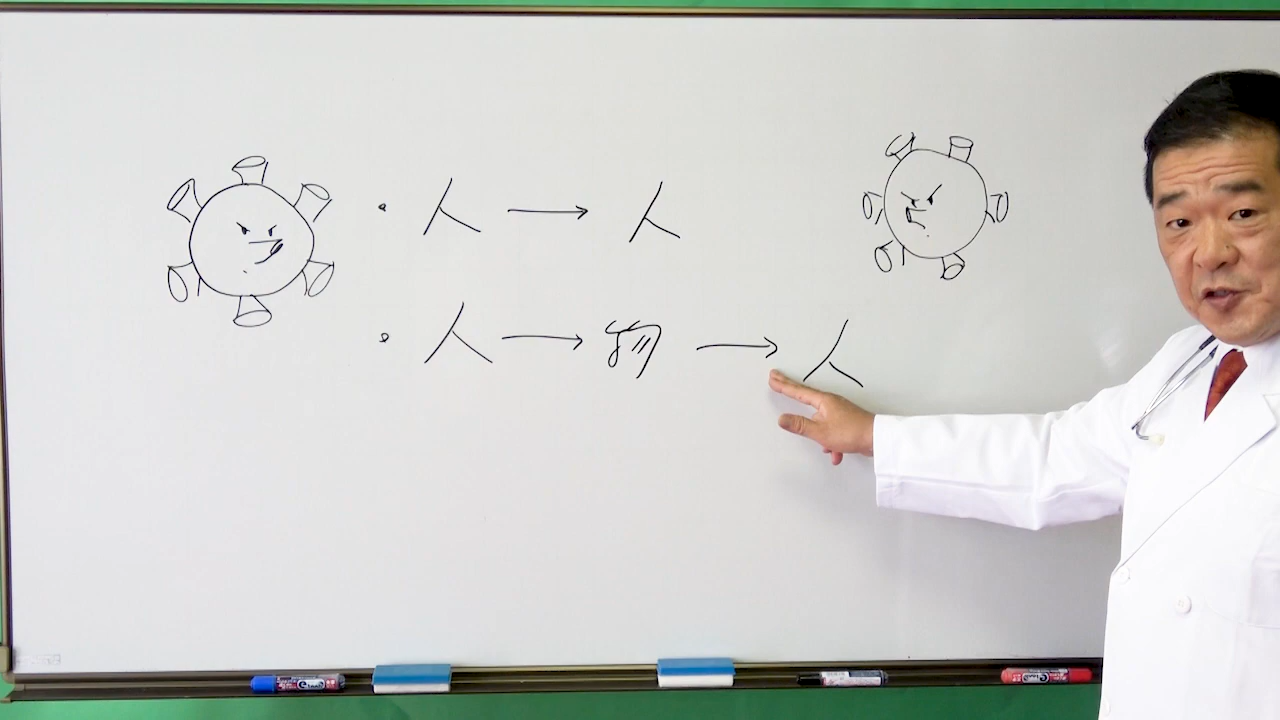 ・人 → 人
・人 → 物 → 人